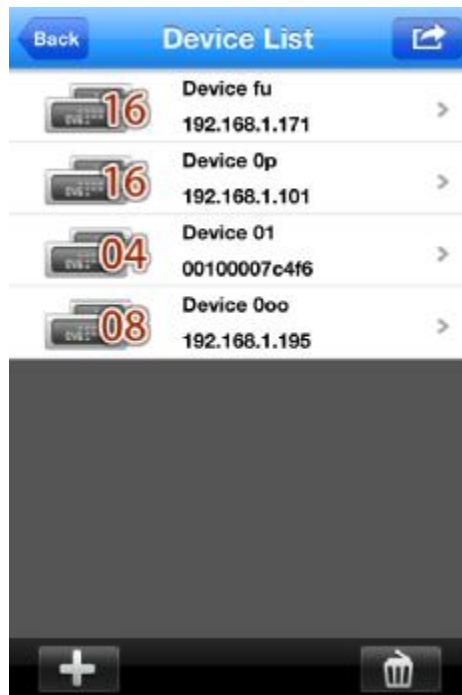 Back
Device List
16
Device fu
192.168.1.171
16
Device 0p
192.168.1.101
04
Device 01
00100007c4f6
08
Device 0oo
192.168.1.195